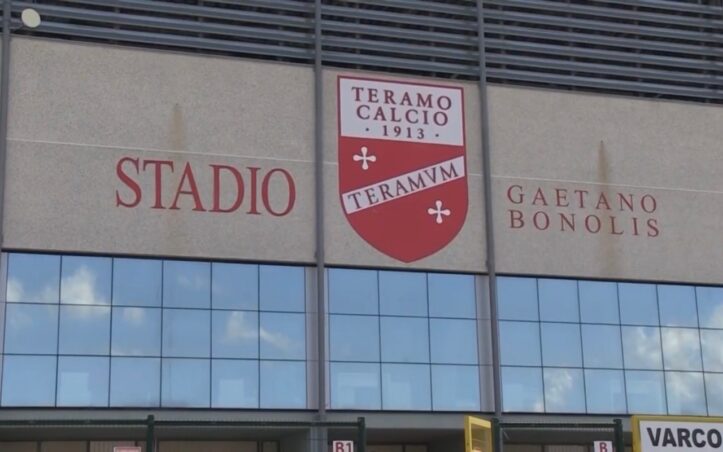 STADIO
TERAMO
CALCIO
· 1913 ·
TERAMVM
GAETANO
BONOLIS
B1
B
VARCO